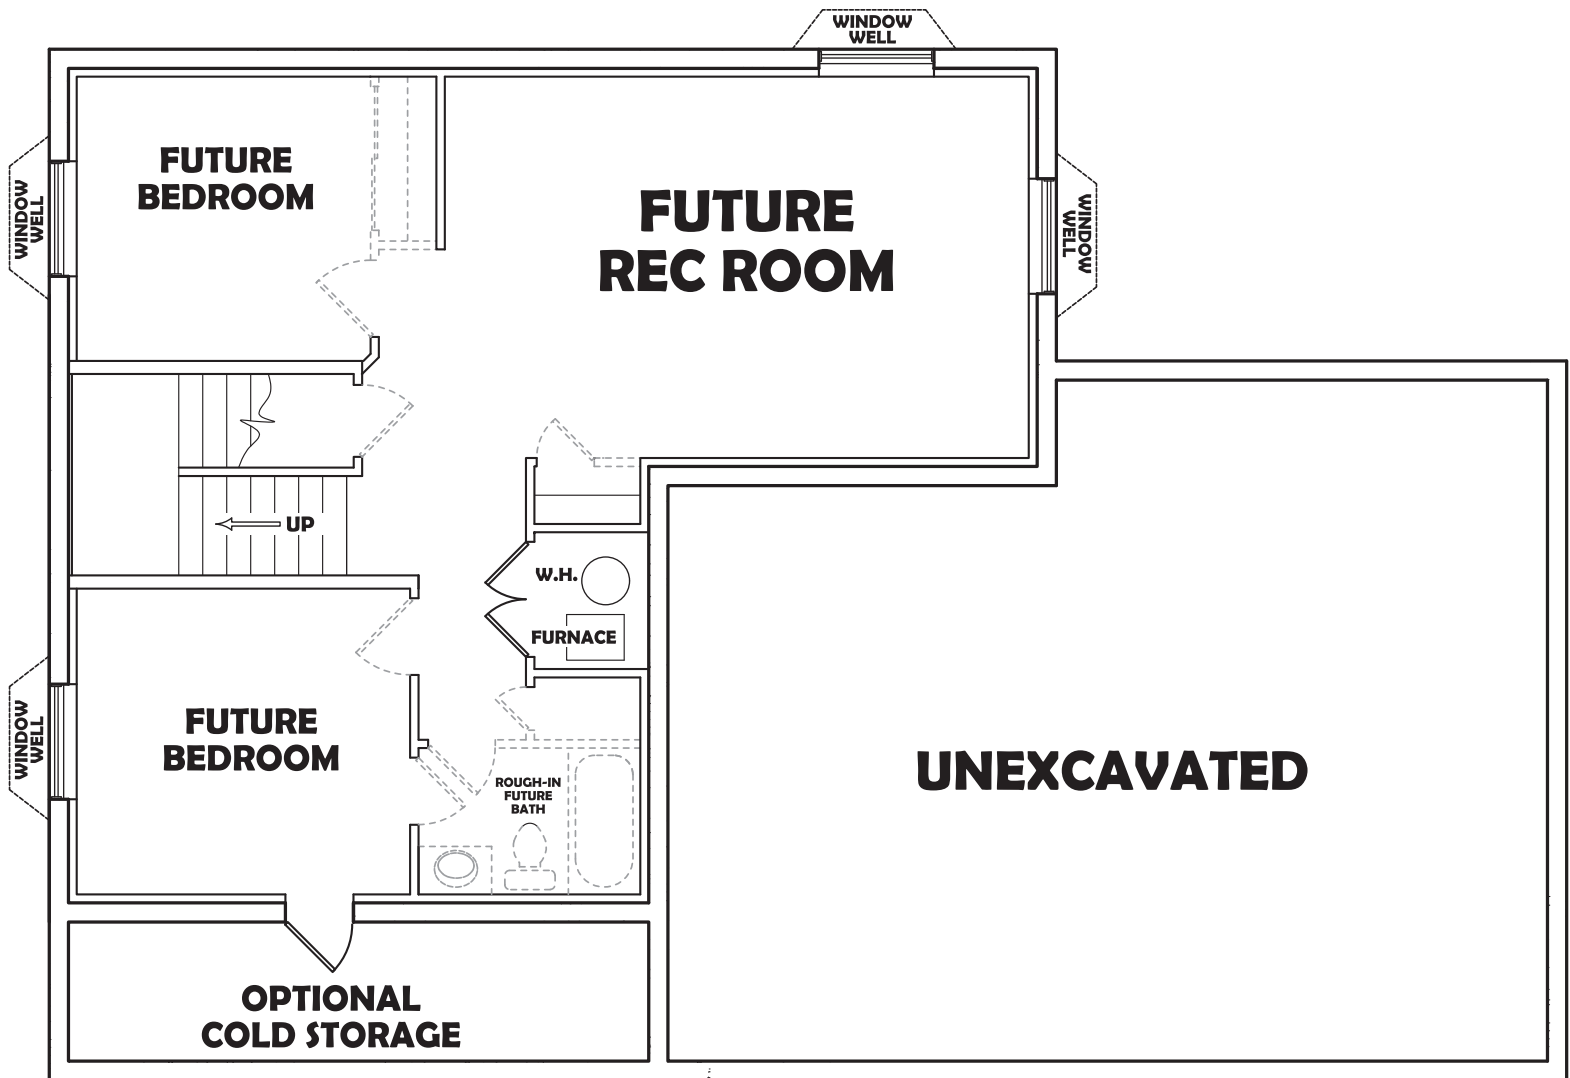 WINDOW
WELL
FUTURE
BEDROOM
WINDOW
WELL
FUTURE
REC ROOM
WINDOW
WELL
UP
W.H.
FURNACE
FUTURE
BEDROOM
WINDOW
WELL
ROUGH-IN
FUTURE
BATH
UNEXCAVATED
OPTIONAL
COLD STORAGE